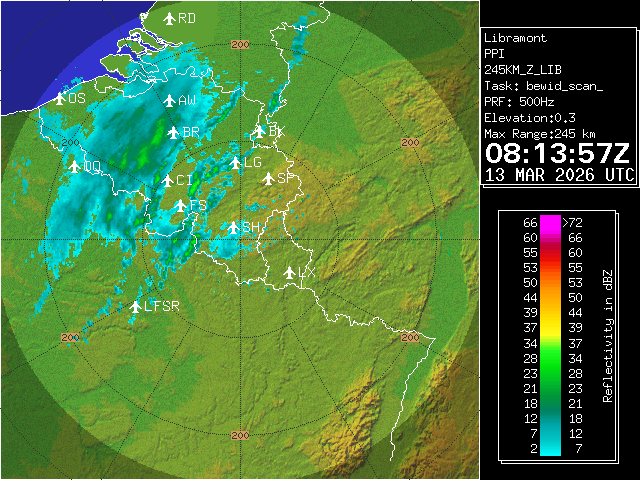 Libramont
PPI
245KM_Z_LIB
Task: bewid_scan_
PRF: 500Hz
Elevation:0.3
Max Range:245 km
08:13:57Z
13 MAR 2026 UTC
RD
200
OS
AW
BR
BK
200
200
OO
LG
CI
SP
FS
SH
LX
LFSR
200
200
200
66 >72
60 66
55 60
53 55
50 53
44 50
39 44
37 39
34 37
28 34
23 28
21 23
18 21
12 18
7 12
2 7
Reflectivity in dBZ